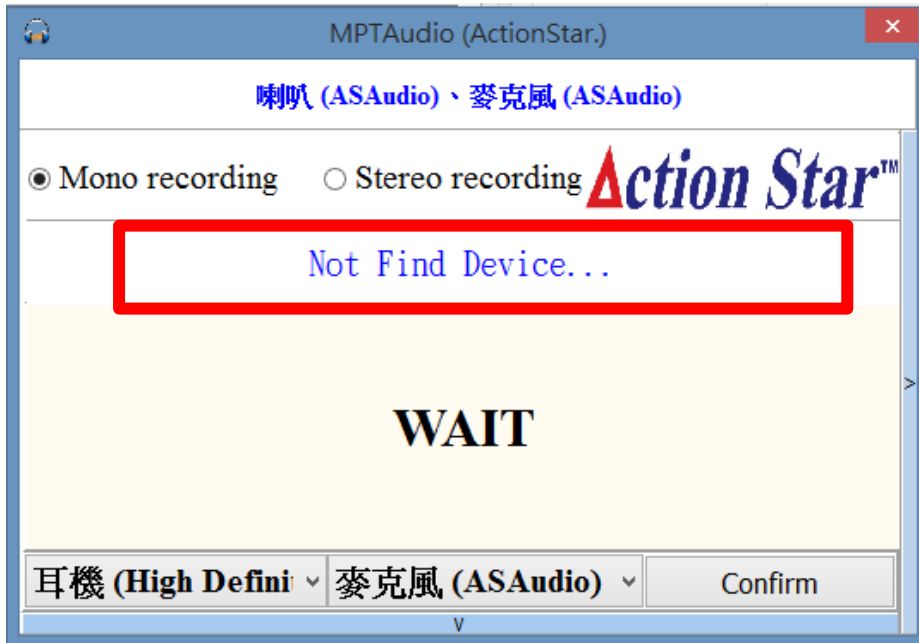 MPTAudio (ActionStar.)
喇叭 (ASAudio)、麥克風 (ASAudio)
Mono recording Stereo recording Action Star™
Not Find Device...
WAIT
耳機 (High Defini 麥克風 (ASAudio) Confirm